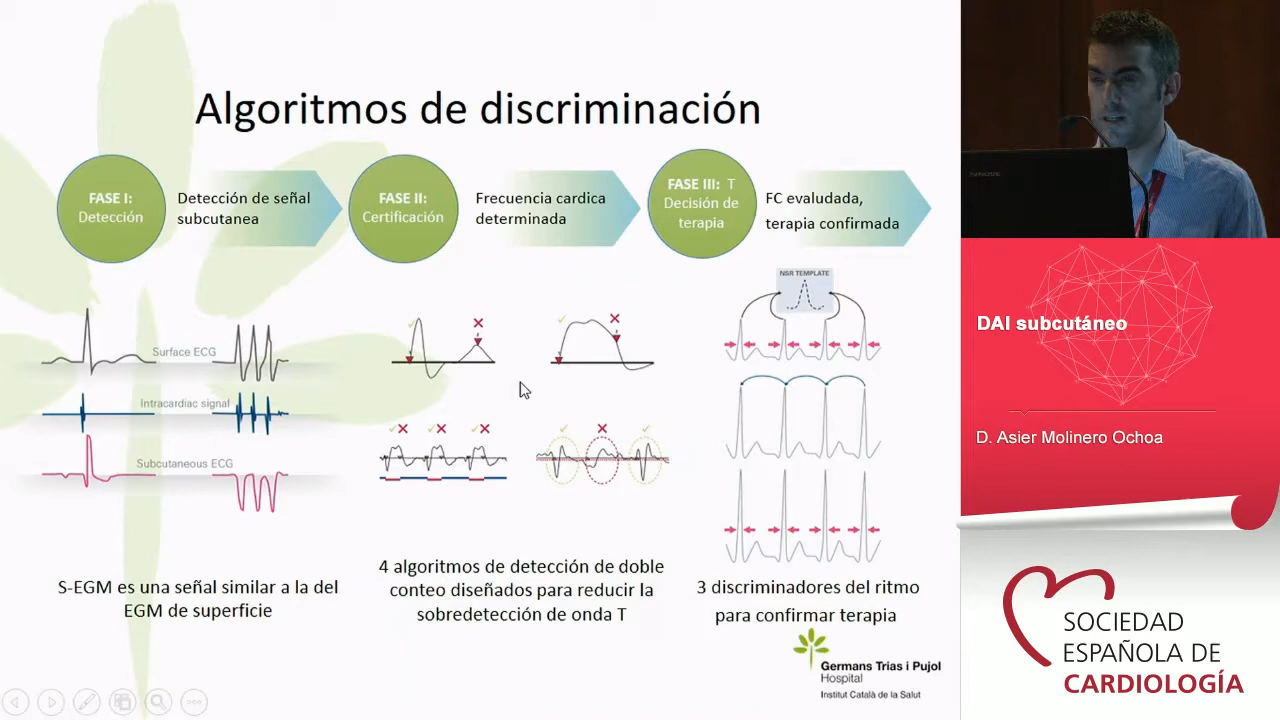 Algoritmos de discriminación
FASE I:
Detección
Detección de señal
subcutanea
FASE II:
Certificación
Frecuencia cardica
determinada
FASE III: T
Decisión de
terapia
FC evaludada,
terapia confirmada
NSR TEMPLATE
Surface ECG
Intracardiac signal
Subcutaneous ECG
S-EGM es una señal similar a la del
EGM de superficie
4 algoritmos de detección de doble
conteo diseñados para reducir la
sobredetección de onda T
3 discriminadores del ritmo
para confirmar terapia
Germans Trias i Pujol
Hospital
Institut Català de la Salut
DAI subcutáneo
D. Asier Molinero Ochoa
SOCIEDAD
ESPAÑOLA DE
CARDIOLOGÍA